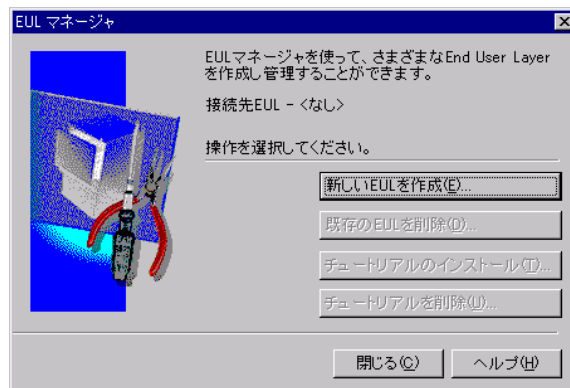 EUL マネージャ
EULマネージャを使って、さまざまなEnd User Layer
を作成し管理することができます。
接続先EUL - <なし>
操作を選択してください。
新しいEULを作成(E)...
既存のEULを削除(D)...
チュートリアルのインストール(T)...
チュートリアルを削除(U)...
閉じる(C)
ヘルプ(H)